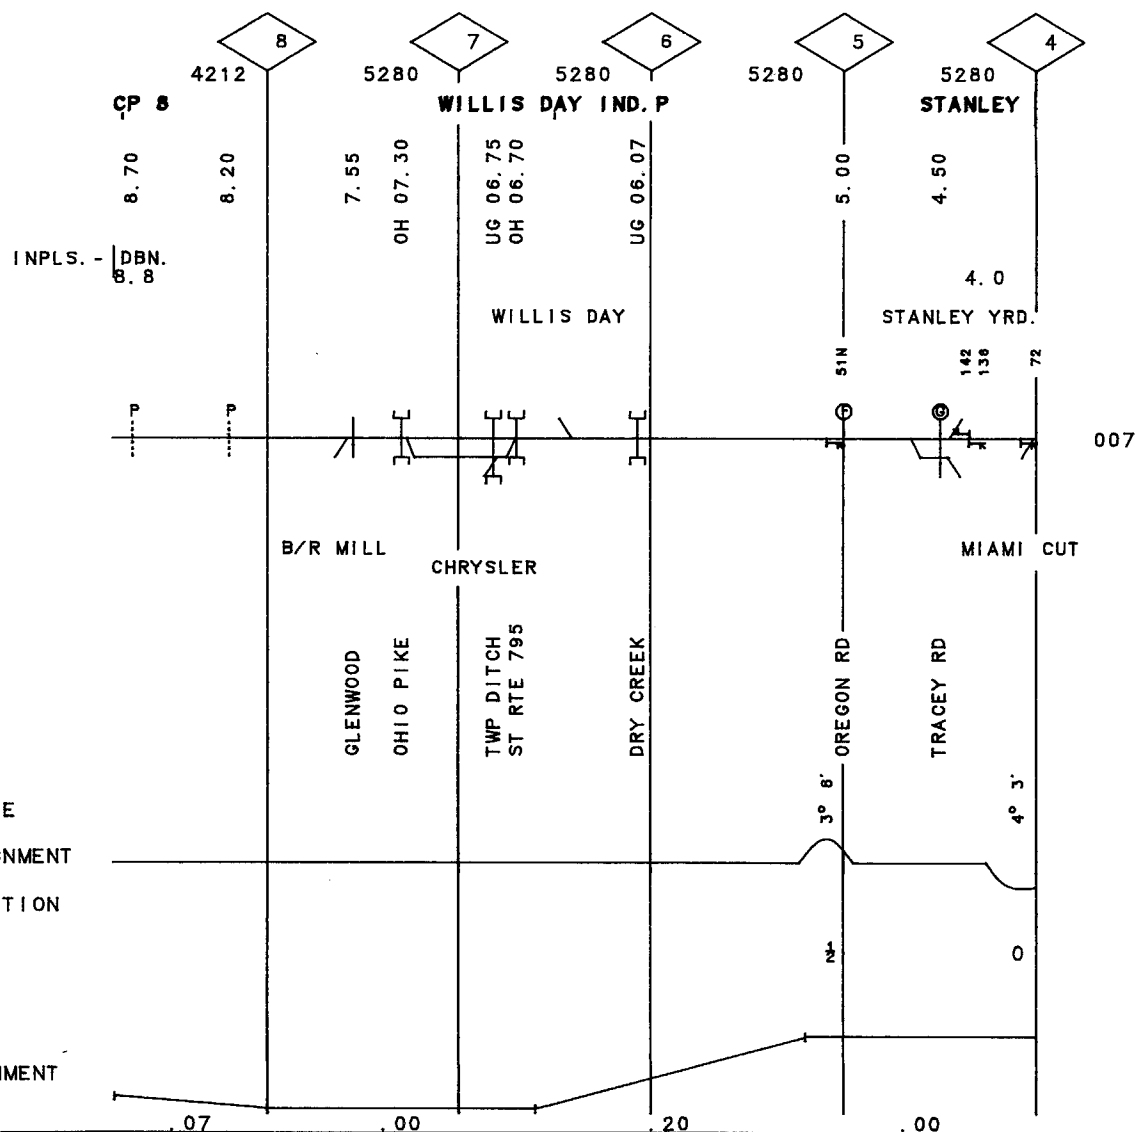 8 7 6 5 4
4212 5280 5280 5280 5280
CP 8 WILLIS DAY IND. P STANLEY
8.70 8.20 7.55 OH 07.30 UG 06.75 OH 06.70 UG 06.07 5.00 4.50
INPLS. - DBN.
8.8 4.0
WILLIS DAY STANLEY YRD.
51N 142 138 72
P P F G
007
B/R MILL MIAMI CUT
CHRYSLER
GLENWOOD OHIO PIKE TWP DITCH ST RTE 795 DRY CREEK OREGON RD TRACEY RD
3° 8' 4° 3'
E
NMENT
TION
½ 0
MENT
.07 .00 .20 .00